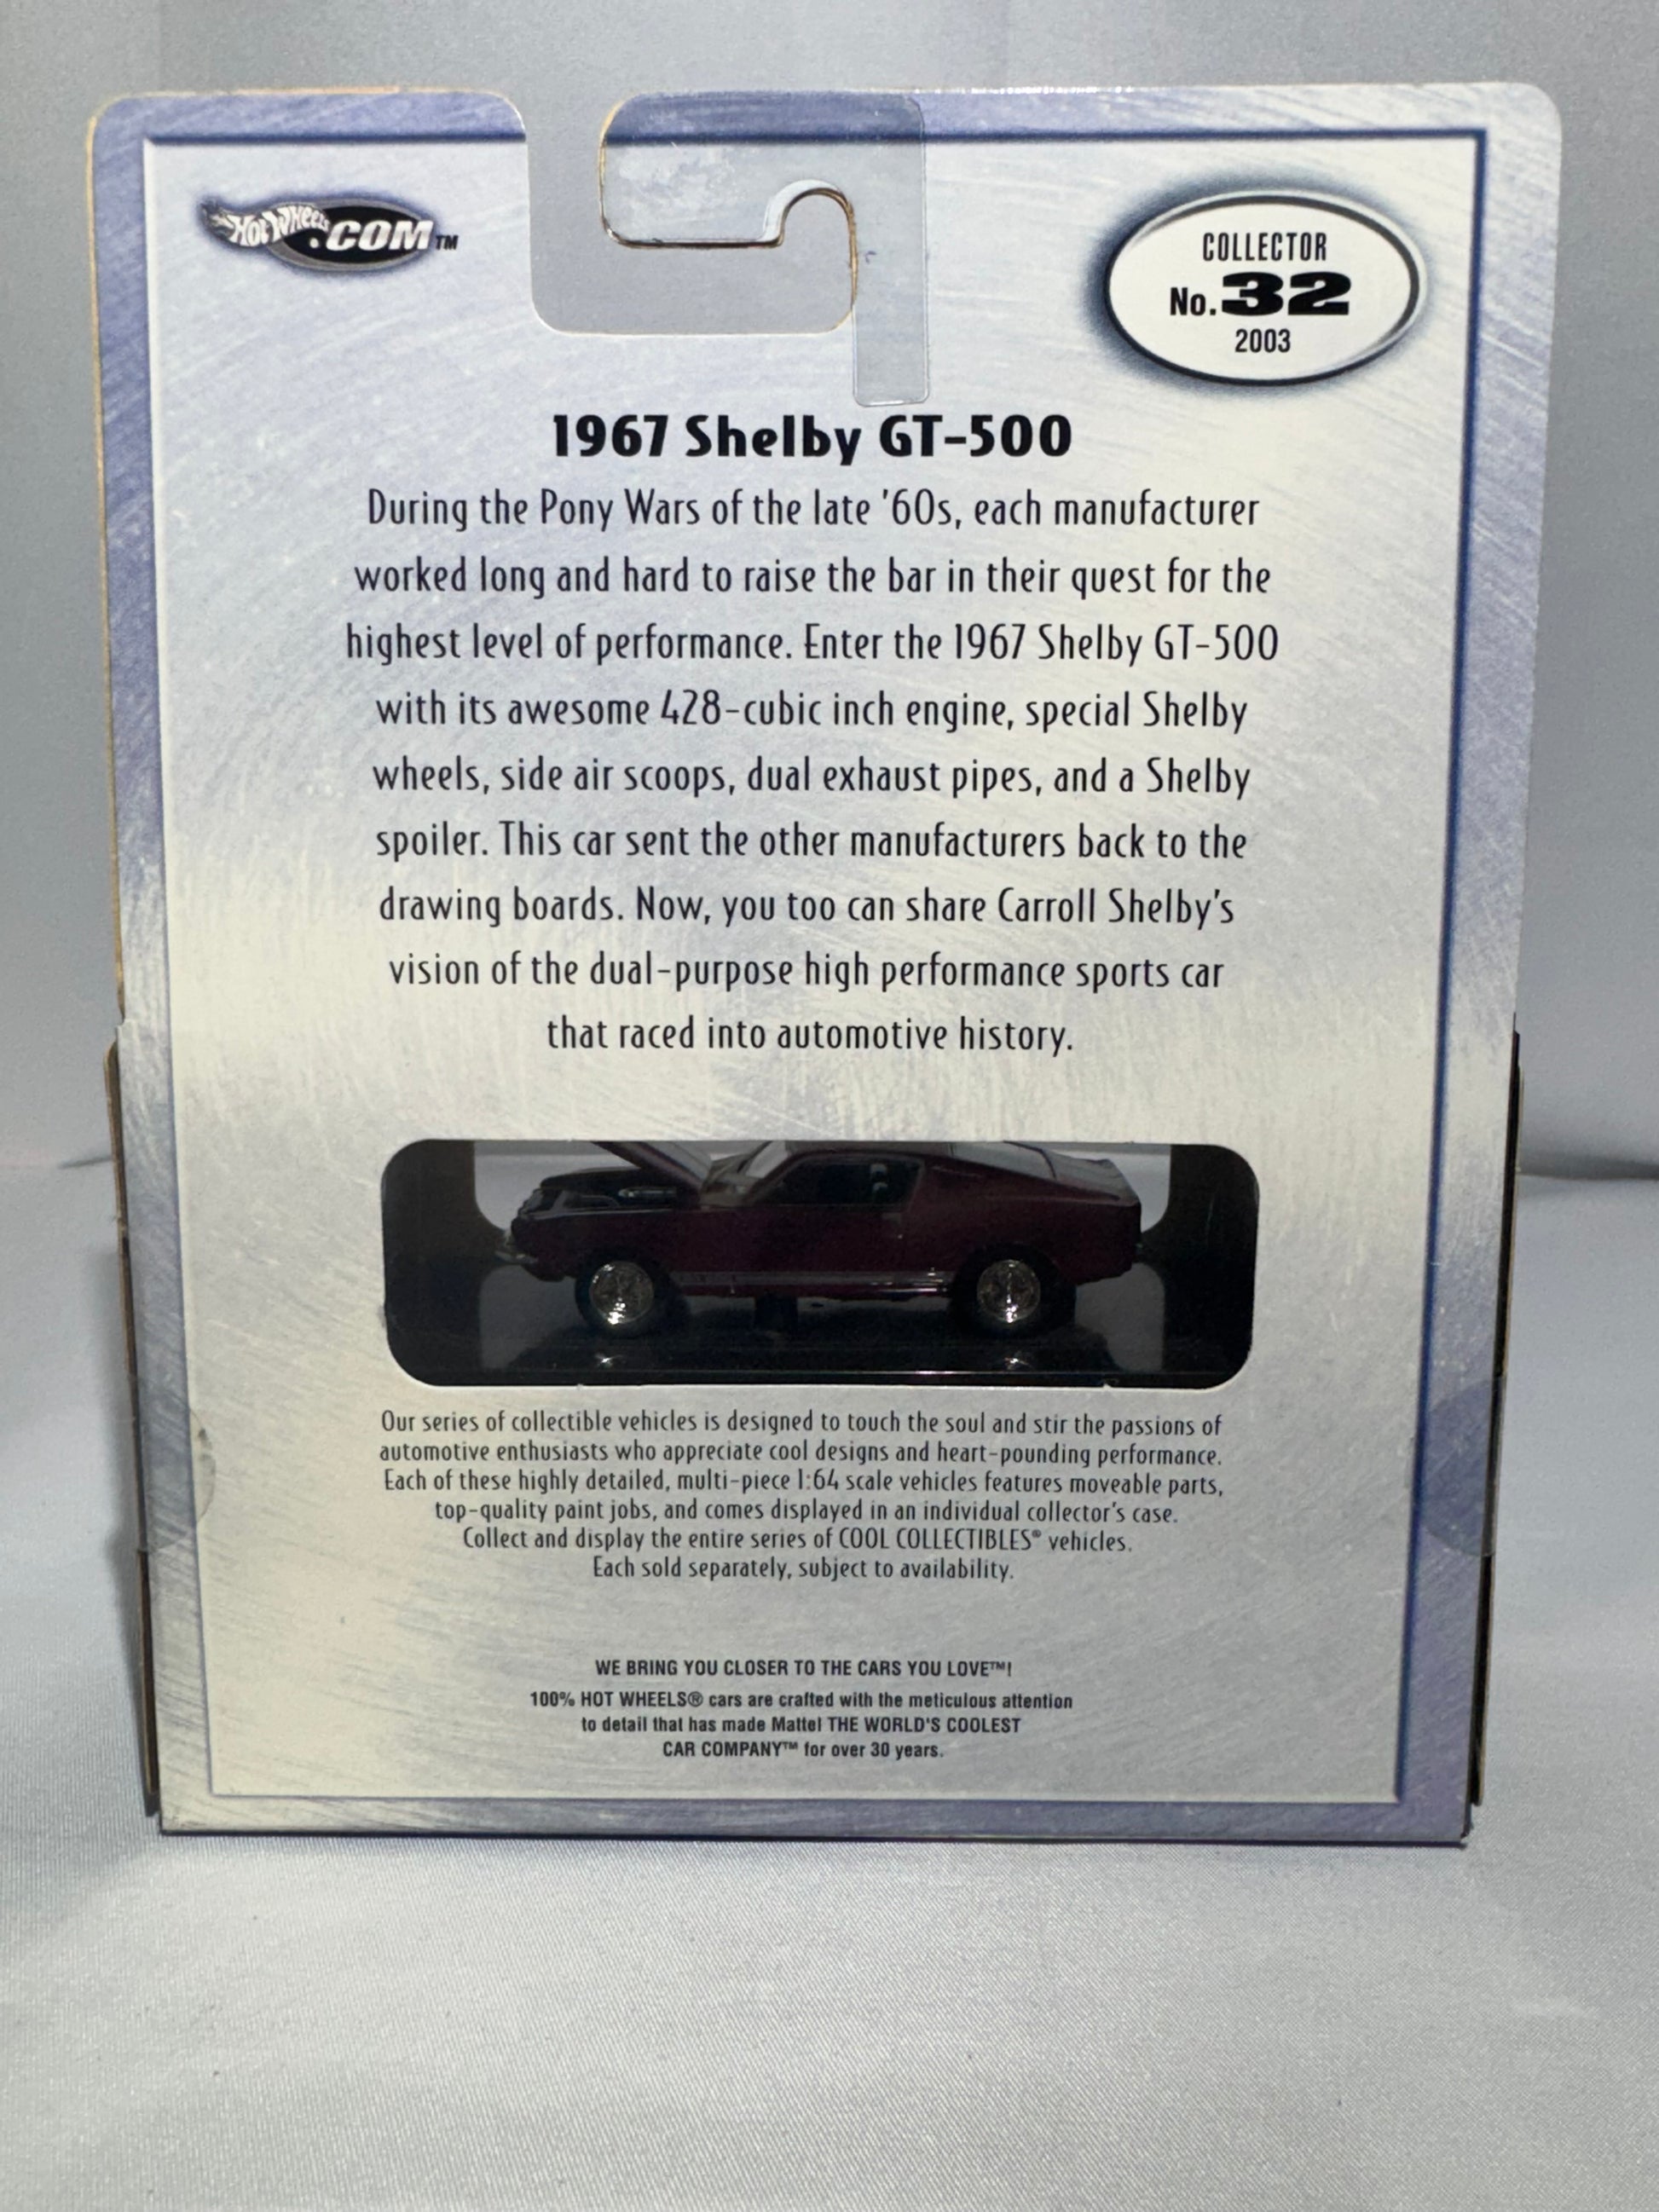 HOT WHEELS.COM™
COLLECTOR
No.32
2003
1967 Shelby GT-500
During the Pony Wars of the late '60s, each manufacturer
worked long and hard to raise the bar in their quest for the
highest level of performance. Enter the 1967 Shelby GT-500
with its awesome 428-cubic inch engine, special Shelby
wheels, side air scoops, dual exhaust pipes, and a Shelby
spoiler. This car sent the other manufacturers back to the
drawing boards. Now, you too can share Carroll Shelby's
vision of the dual-purpose high performance sports car
that raced into automotive history.
Our series of collectible vehicles is designed to touch the soul and stir the passions of
automotive enthusiasts who appreciate cool designs and heart-pounding performance.
Each of these highly detailed, multi-piece 1:64 scale vehicles features moveable parts,
top-quality paint jobs, and comes displayed in an individual collector's case.
Collect and display the entire series of COOL COLLECTIBLES® vehicles.
Each sold separately, subject to availability.
WE BRING YOU CLOSER TO THE CARS YOU LOVE™!
100% HOT WHEELS® cars are crafted with the meticulous attention
to detail that has made Mattel THE WORLD'S COOLEST
CAR COMPANY™ for over 30 years.